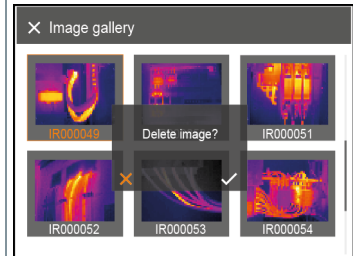 Image gallery
IR000049
Delete image?
IR000051
IR000052
IR000053
IR000054